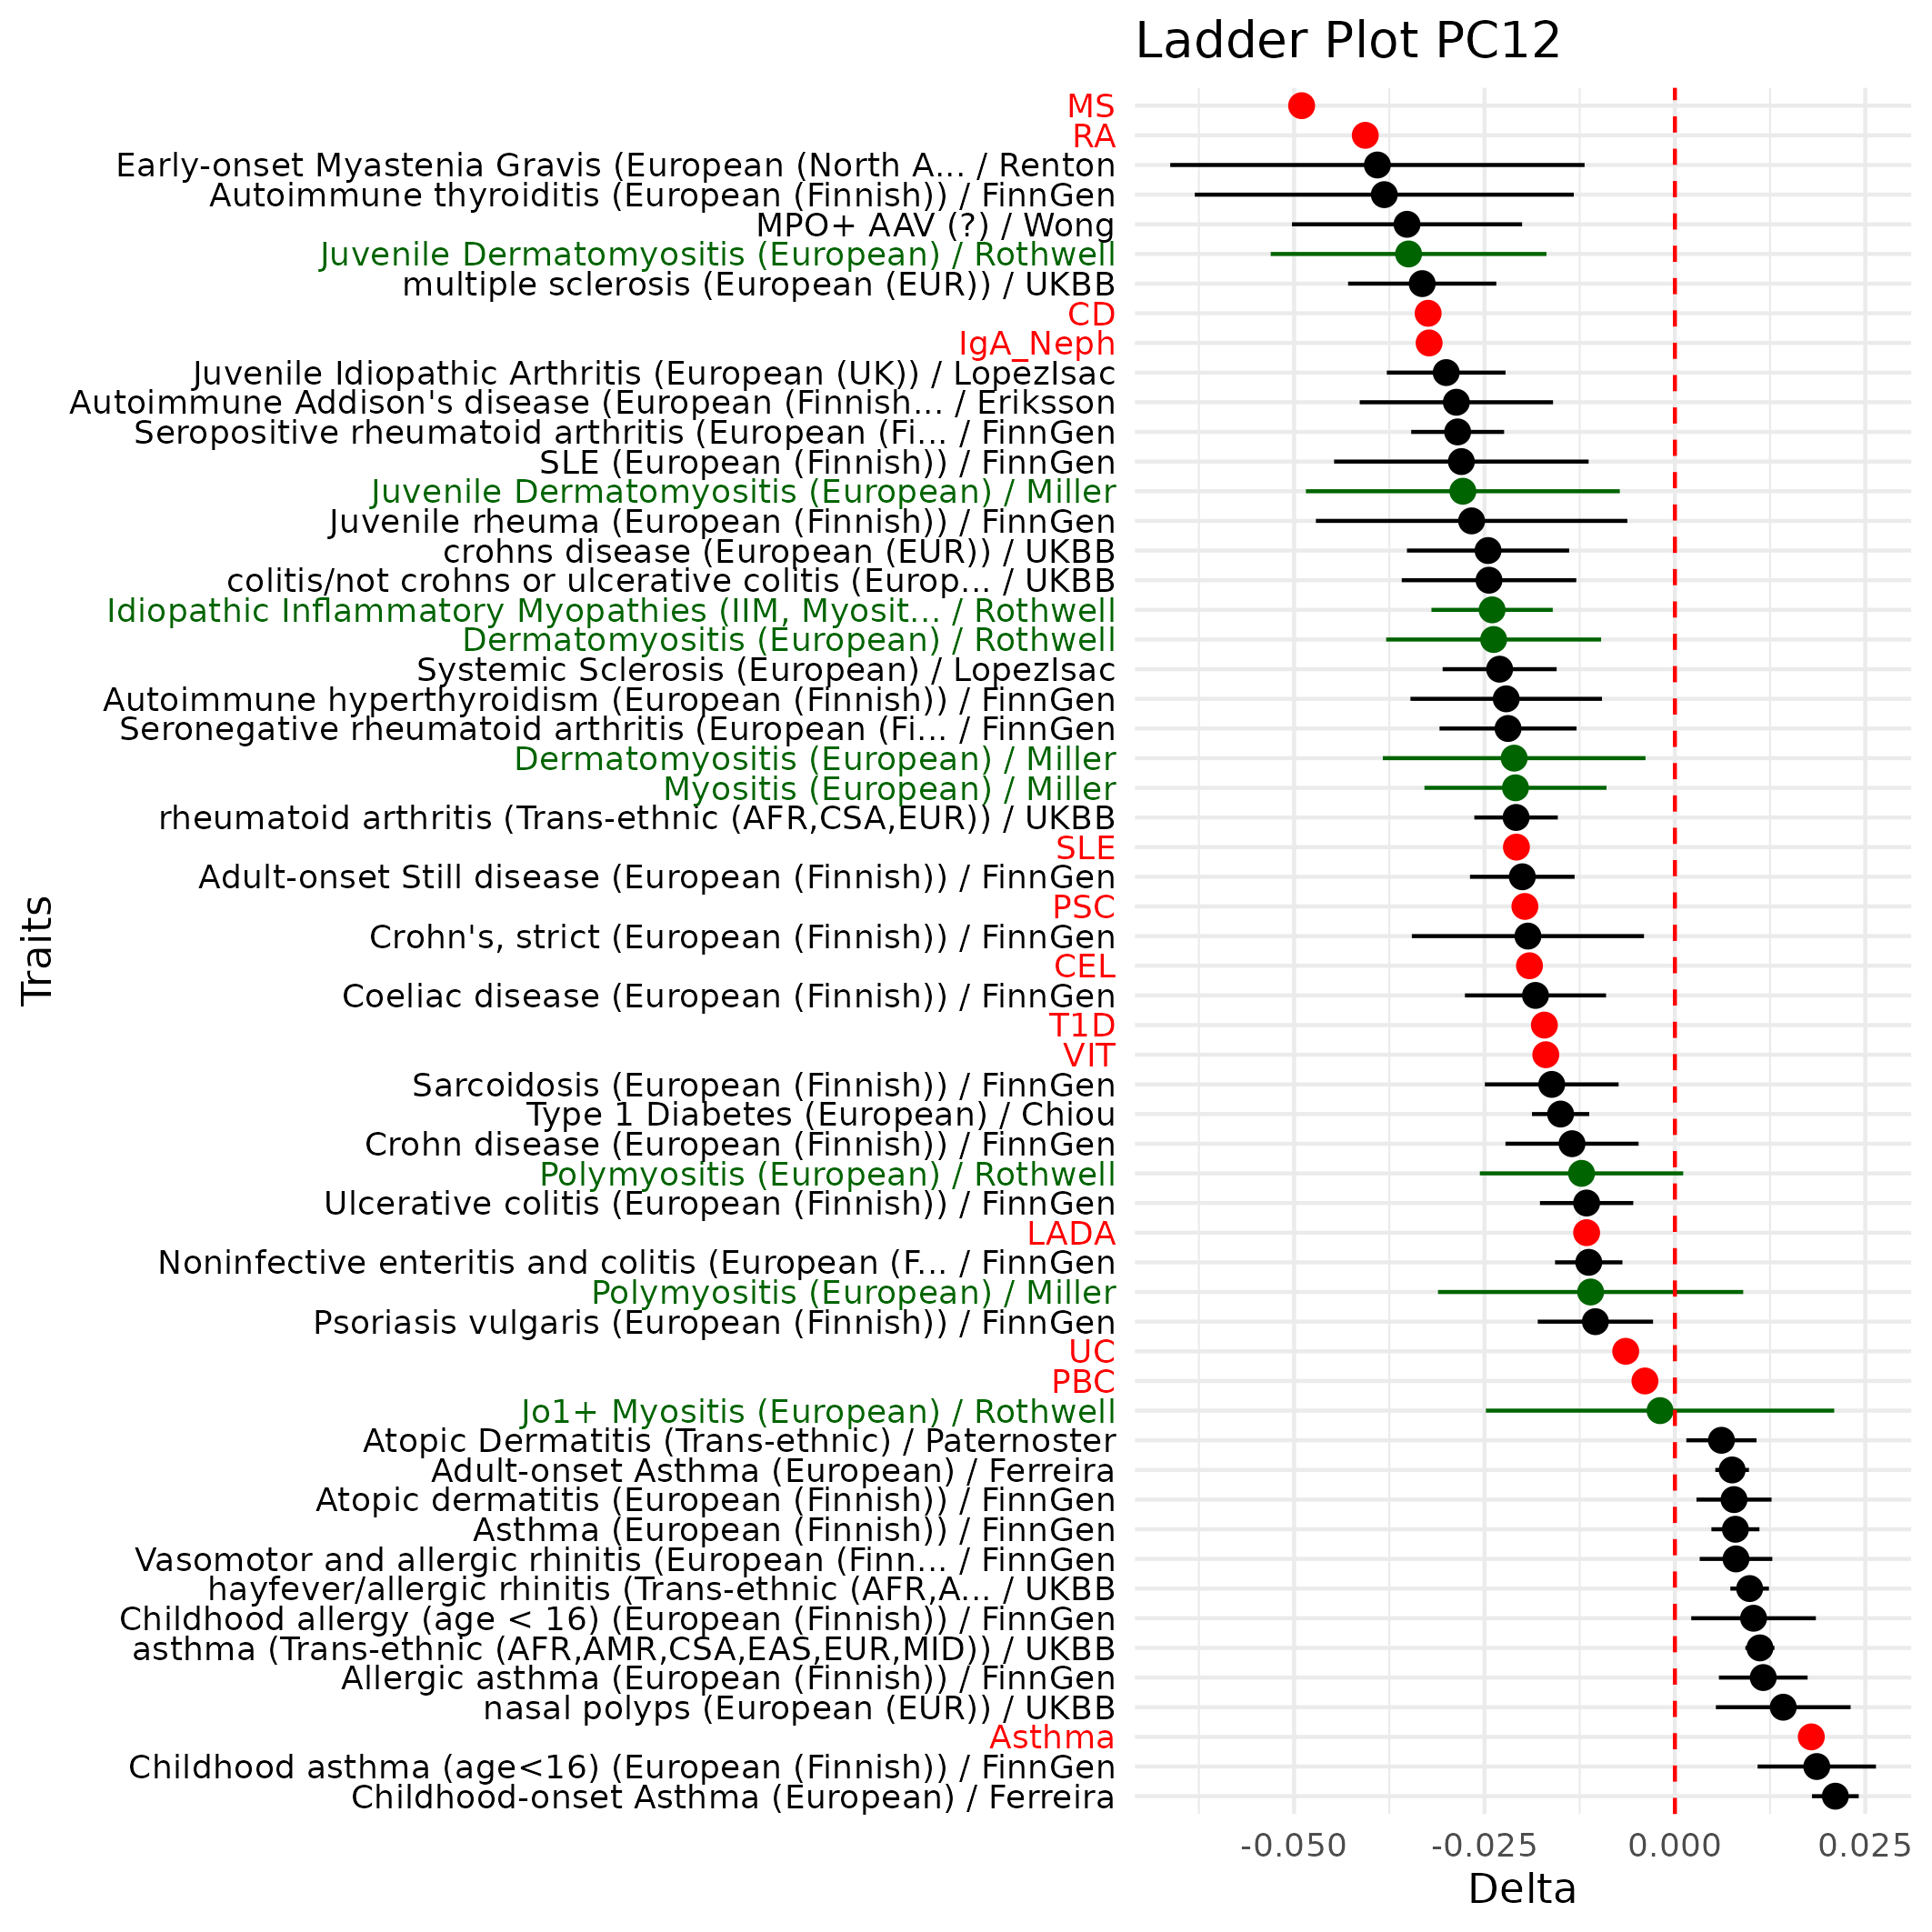 Ladder Plot PC12
MS
RA
Early-onset Myastenia Gravis (European (North A... / Renton
Autoimmune thyroiditis (European (Finnish)) / FinnGen
MPO+ AAV (?) / Wong
Juvenile Dermatomyositis (European) / Rothwell
multiple sclerosis (European (EUR)) / UKBB
CD
IgA_Neph
Juvenile Idiopathic Arthritis (European (UK)) / LopezIsac
Autoimmune Addison's disease (European (Finnish... / Eriksson
Seropositive rheumatoid arthritis (European (Fi... / FinnGen
SLE (European (Finnish)) / FinnGen
Juvenile Dermatomyositis (European) / Miller
Juvenile rheuma (European (Finnish)) / FinnGen
crohns disease (European (EUR)) / UKBB
colitis/not crohns or ulcerative colitis (Europ... / UKBB
Idiopathic Inflammatory Myopathies (IIM, Myosit... / Rothwell
Dermatomyositis (European) / Rothwell
Systemic Sclerosis (European) / LopezIsac
Autoimmune hyperthyroidism (European (Finnish)) / FinnGen
Seronegative rheumatoid arthritis (European (Fi... / FinnGen
Dermatomyositis (European) / Miller
Myositis (European) / Miller
rheumatoid arthritis (Trans-ethnic (AFR,CSA,EUR)) / UKBB
SLE
Adult-onset Still disease (European (Finnish)) / FinnGen
PSC
Crohn's, strict (European (Finnish)) / FinnGen
CEL
Coeliac disease (European (Finnish)) / FinnGen
T1D
VIT
Sarcoidosis (European (Finnish)) / FinnGen
Type 1 Diabetes (European) / Chiou
Crohn disease (European (Finnish)) / FinnGen
Polymyositis (European) / Rothwell
Ulcerative colitis (European (Finnish)) / FinnGen
LADA
Noninfective enteritis and colitis (European (F... / FinnGen
Polymyositis (European) / Miller
Psoriasis vulgaris (European (Finnish)) / FinnGen
UC
PBC
Jo1+ Myositis (European) / Rothwell
Atopic Dermatitis (Trans-ethnic) / Paternoster
Adult-onset Asthma (European) / Ferreira
Atopic dermatitis (European (Finnish)) / FinnGen
Asthma (European (Finnish)) / FinnGen
Vasomotor and allergic rhinitis (European (Finn... / FinnGen
hayfever/allergic rhinitis (Trans-ethnic (AFR,A... / UKBB
Childhood allergy (age < 16) (European (Finnish)) / FinnGen
asthma (Trans-ethnic (AFR,AMR,CSA,EAS,EUR,MID)) / UKBB
Allergic asthma (European (Finnish)) / FinnGen
nasal polyps (European (EUR)) / UKBB
Asthma
Childhood asthma (age<16) (European (Finnish)) / FinnGen
Childhood-onset Asthma (European) / Ferreira
Traits
-0.050 -0.025 0.000 0.025
Delta